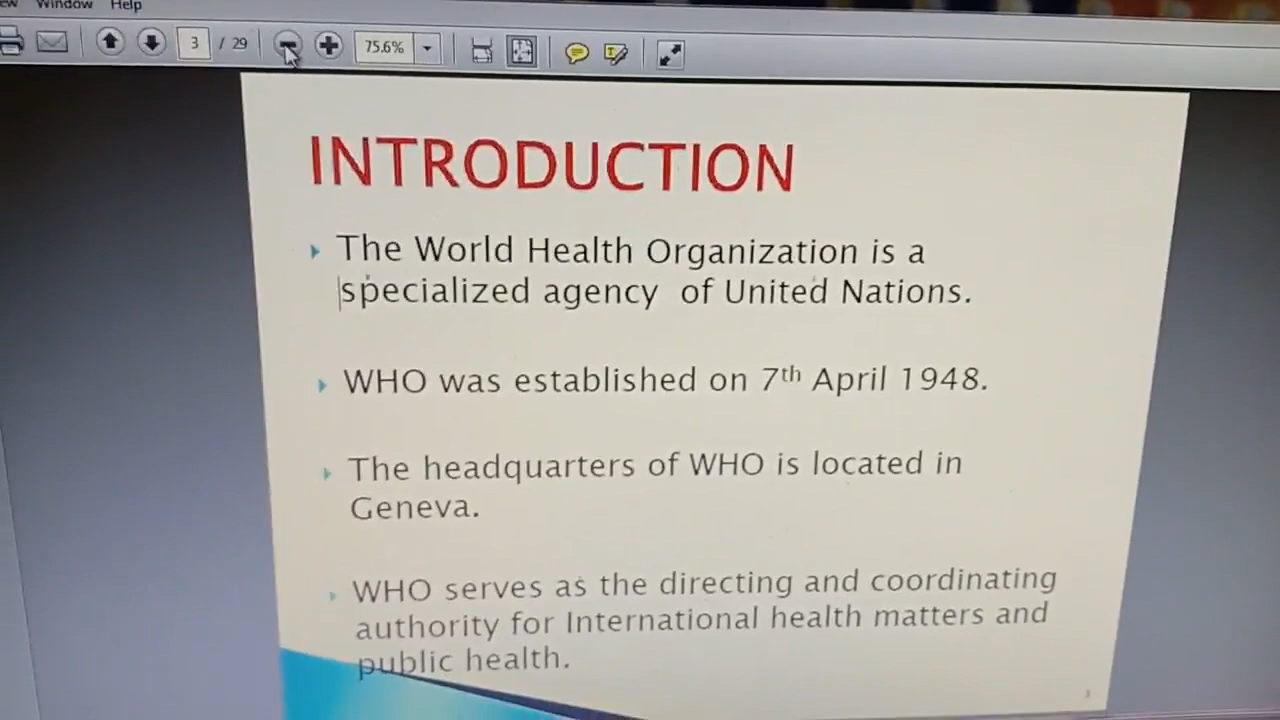 Window Help
3 / 29
75.6%
INTRODUCTION
The World Health Organization is a
specialized agency of United Nations.
WHO was established on 7th April 1948.
The headquarters of WHO is located in
Geneva.
WHO serves as the directing and coordinating
authority for International health matters and
public health.
3